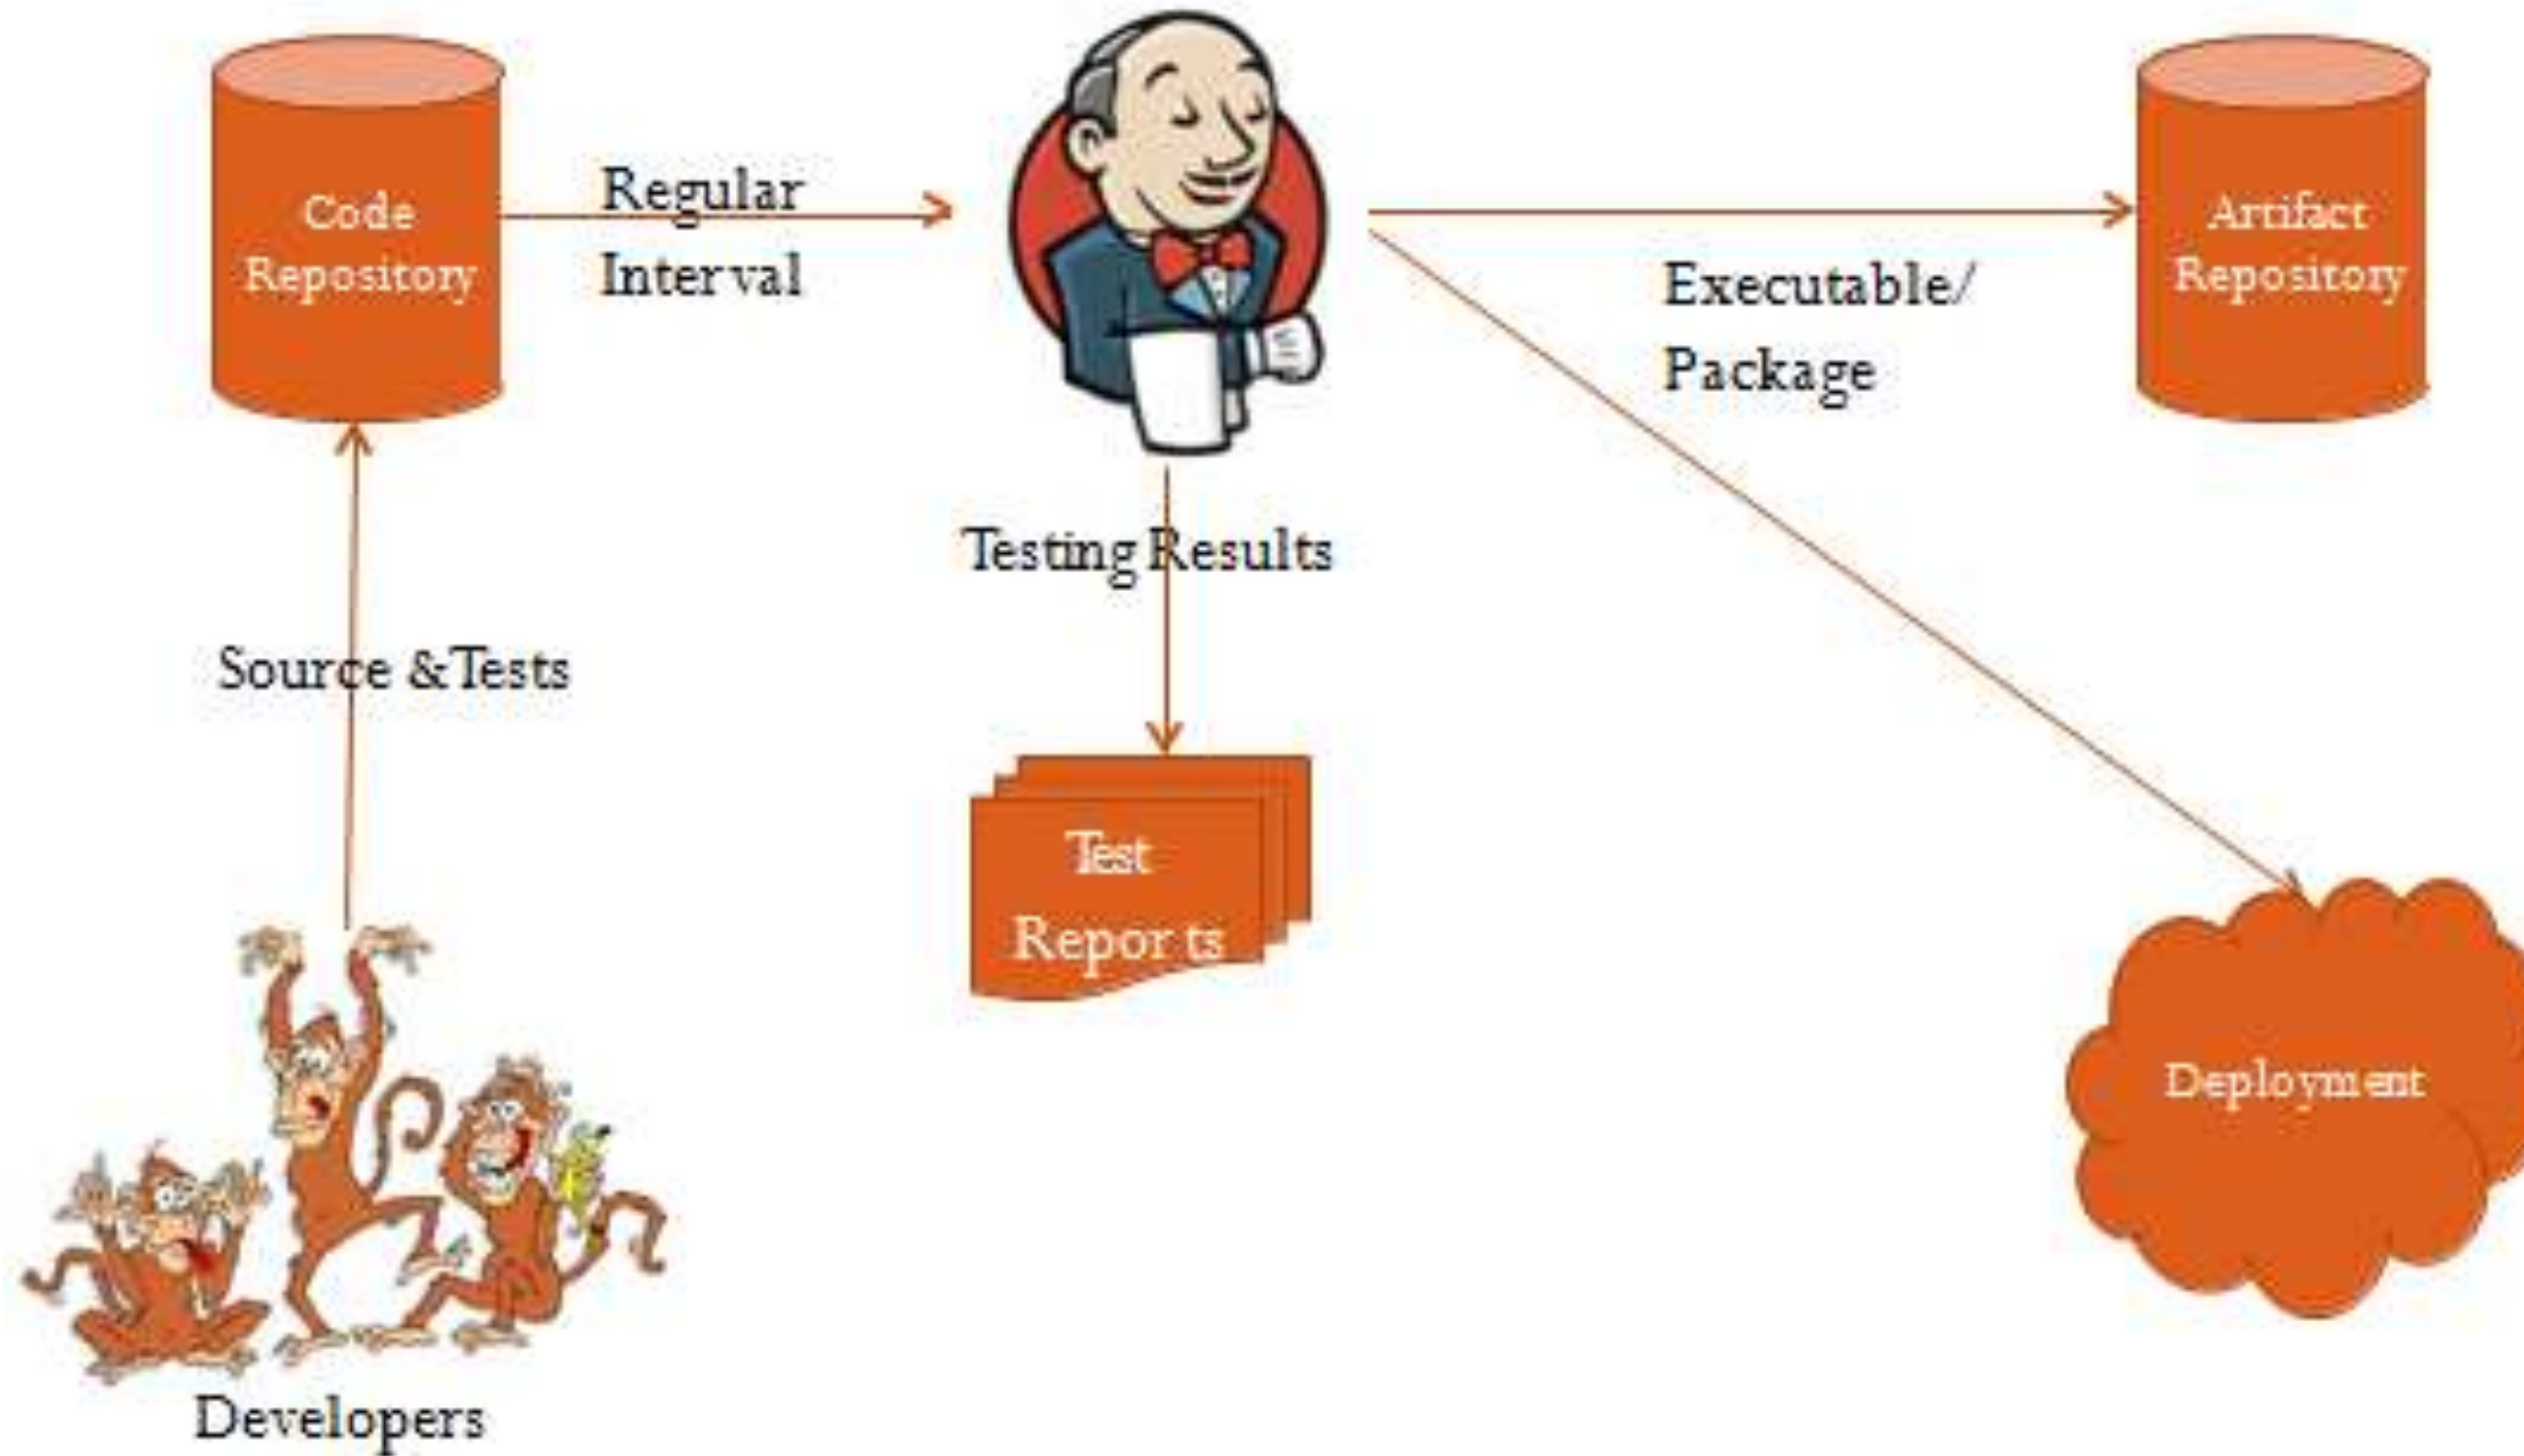 Code
Repository
Regular
Interval
Executable/
Package
Artifact
Repository
Testing Results
Source & Tests
Test
Reports
Deployment
Developers